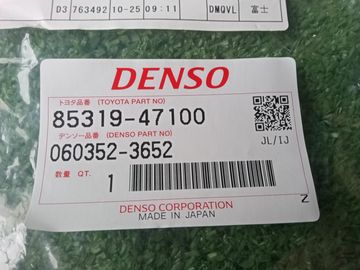 D3 763492 10-25 09:11 DMQVL 富士
DENSO
トヨタ品番 (TOYOTA PART NO)
85319-47100
デンソー品番 (DENSO PART NO)
060352-3652
JL/IJ
数量 QT.
1
DENSO CORPORATION
MADE IN JAPAN
Z